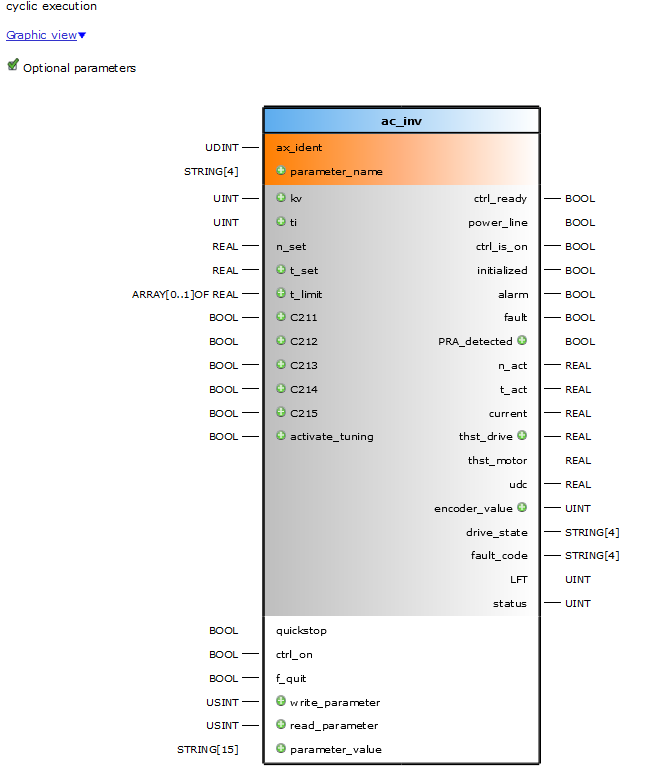 cyclic execution
Graphic view▼
Optional parameters
ac_inv
UDINT ax_ident
STRING[4] parameter_name
UINT kv ctrl_ready BOOL
UINT ti power_line BOOL
REAL n_set ctrl_is_on BOOL
REAL t_set initialized BOOL
ARRAY[0..1]OF REAL t_limit alarm BOOL
BOOL C211 fault BOOL
BOOL C212 PRA_detected BOOL
BOOL C213 n_act REAL
BOOL C214 t_act REAL
BOOL C215 current REAL
BOOL activate_tuning thst_drive REAL
thst_motor REAL
udc REAL
encoder_value UINT
drive_state STRING[4]
fault_code STRING[4]
LFT UINT
status UINT
BOOL quickstop
BOOL ctrl_on
BOOL f_quit
USINT write_parameter
USINT read_parameter
STRING[15] parameter_value